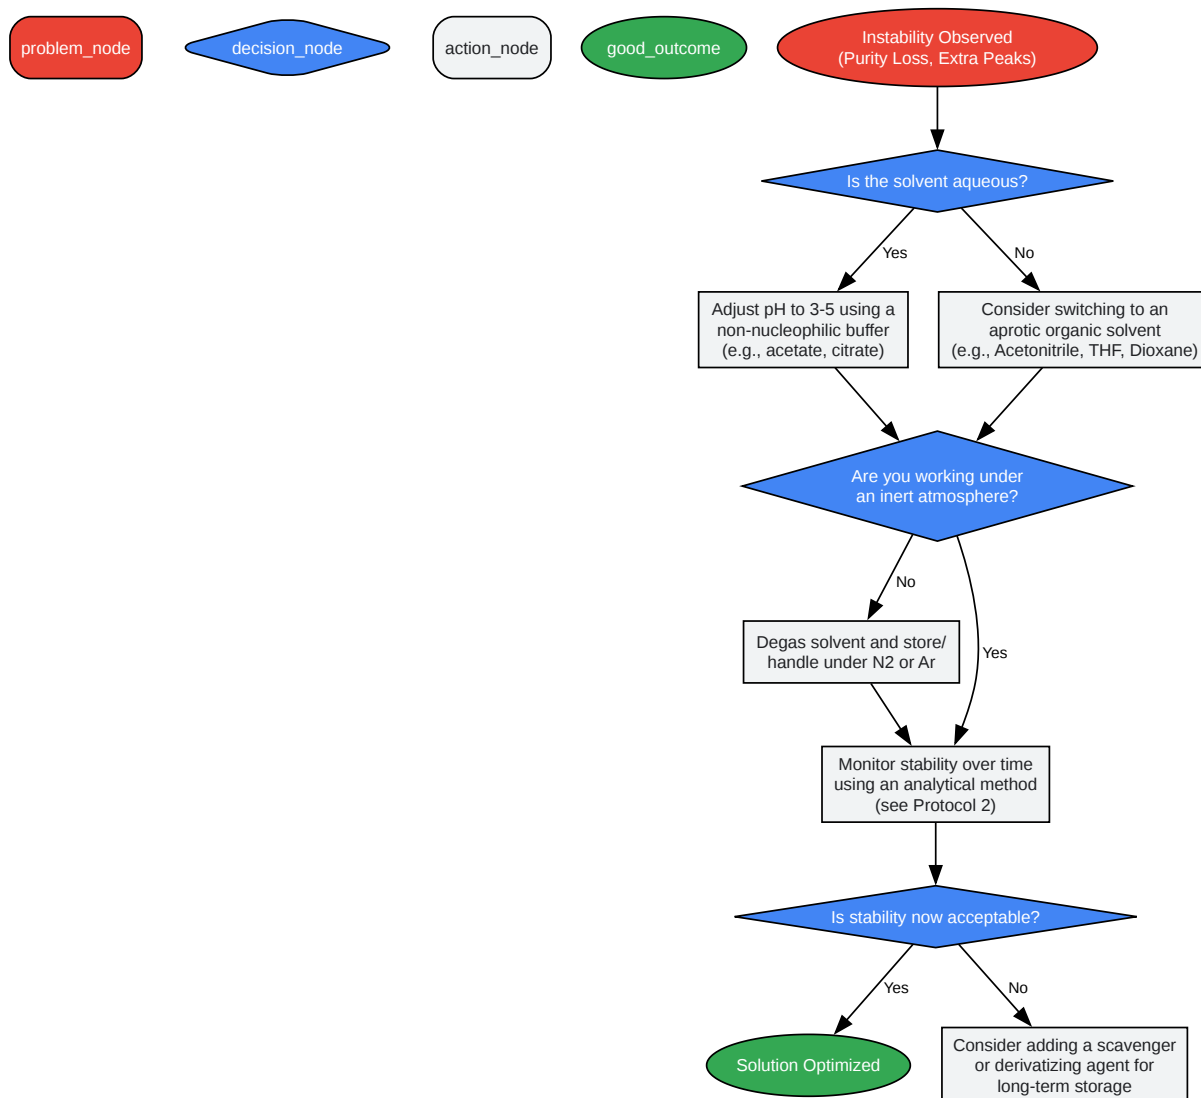 problem_node
decision_node
action_node
good_outcome
Instability Observed
(Purity Loss, Extra Peaks)
Is the solvent aqueous?
Yes
No
Adjust pH to 3-5 using a
non-nucleophilic buffer
(e.g., acetate, citrate)
Consider switching to an
aprotic organic solvent
(e.g., Acetonitrile, THF, Dioxane)
Are you working under
an inert atmosphere?
No
Yes
Degas solvent and store/
handle under N2 or Ar
Monitor stability over time
using an analytical method
(see Protocol 2)
Is stability now acceptable?
Yes
No
Solution Optimized
Consider adding a scavenger
or derivatizing agent for
long-term storage